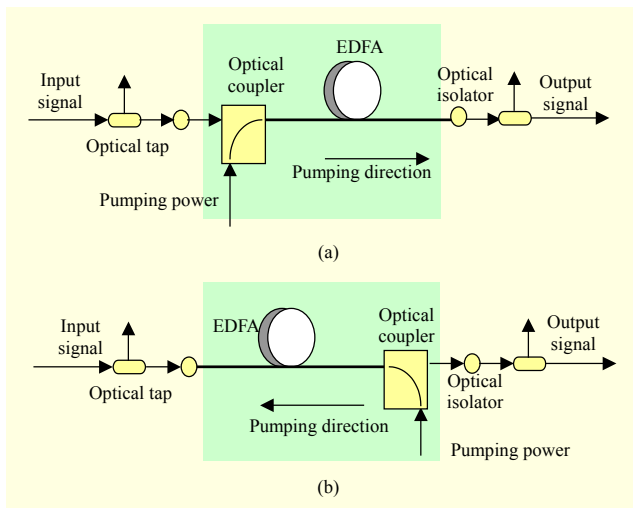 EDFA
Optical
coupler
Input
signal
Optical
isolator
Output
signal
Optical tap
Pumping direction
Pumping power
(a)
Optical
coupler
Input
signal
EDFA
Output
signal
Optical tap
Optical
isolator
Pumping direction
Pumping power
(b)